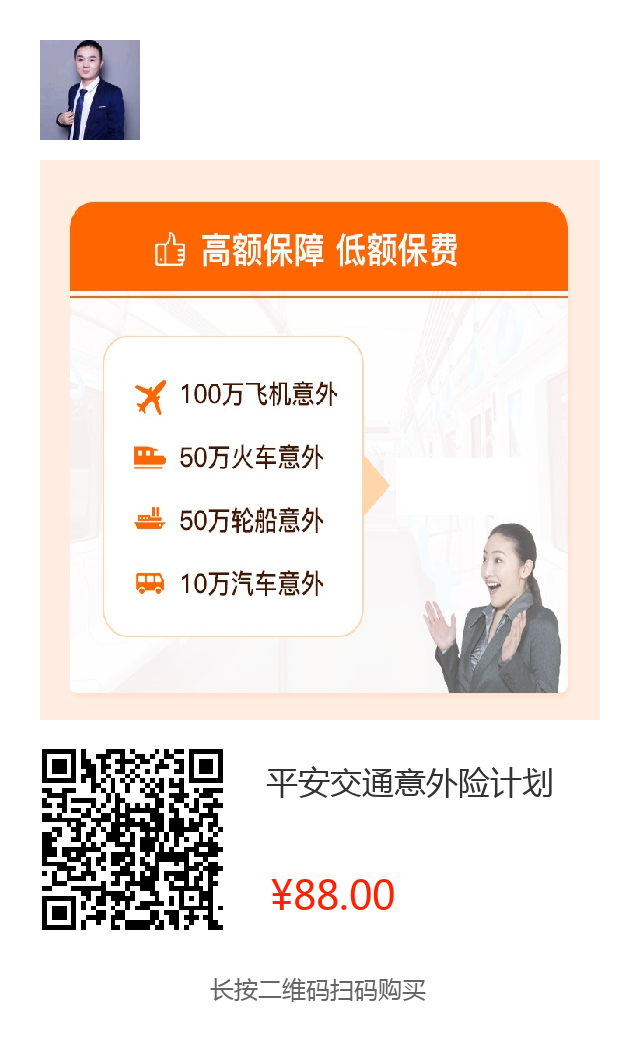 高额保障 低额保费
100万飞机意外
50万火车意外
50万轮船意外
10万汽车意外
平安交通意外险计划
¥88.00
长按二维码扫码购买